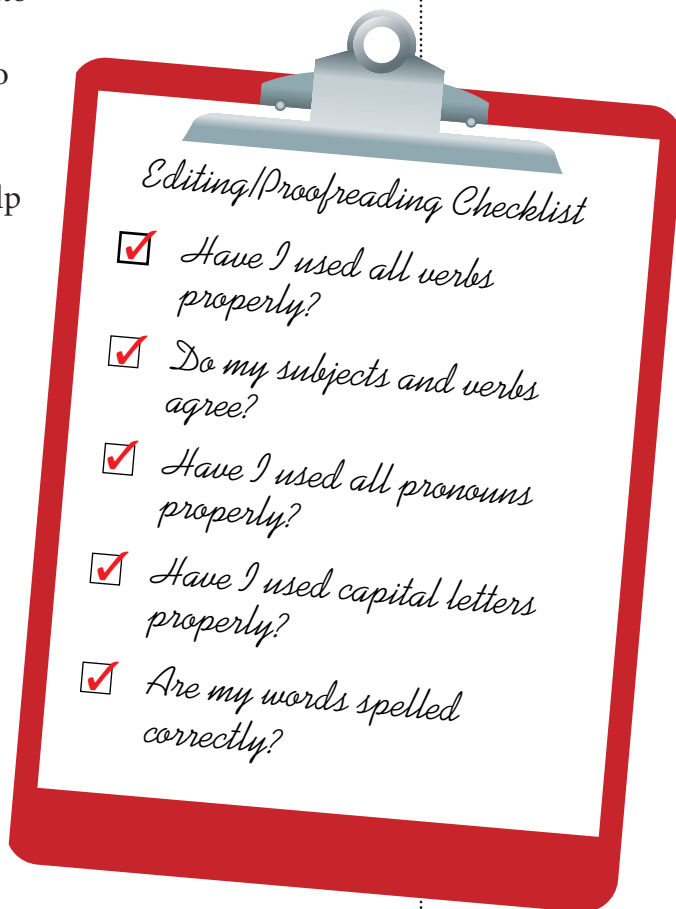 o
lp
Editing/Proofreading Checklist
Have I used all verbs
properly?
Do my subjects and verbs
agree?
Have I used all pronouns
properly?
Have I used capital letters
properly?
Are my words spelled
correctly?